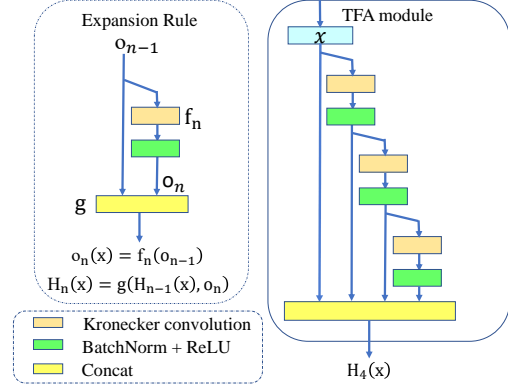 Expansion Rule
o_{n-1}
f_n
o_n
g
o_n(x) = f_n(o_{n-1})
H_n(x) = g(H_{n-1}(x), o_n)
TFA module
x
H_4(x)
Kronecker convolution
BatchNorm + ReLU
Concat